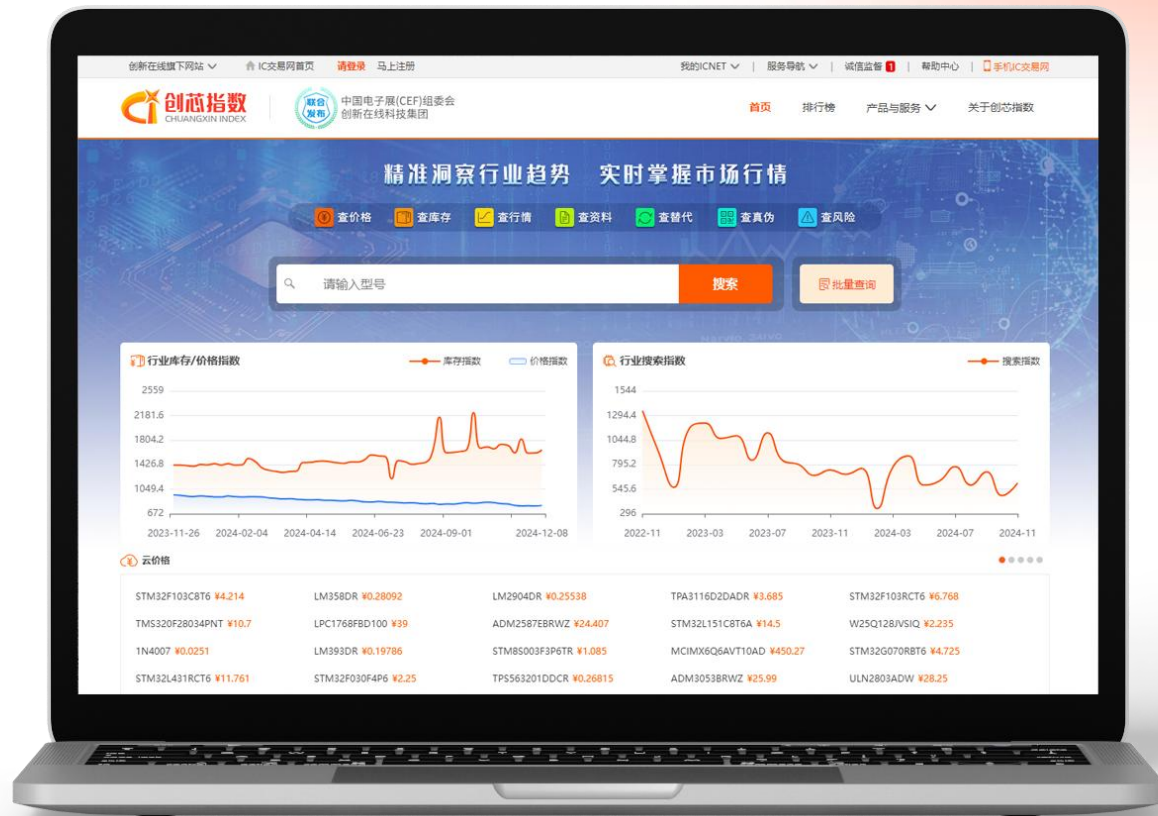 创新在线旗下网站 IC交易网首页 请登录 马上注册 我的ICNET 服务导航 诚信监督 1 帮助中心 手机IC交易网
创芯指数
CHUANGXIN INDEX
联合
发布
中国电子展(CEF)组委会
创新在线科技集团
首页 排行榜 产品与服务 关于创芯指数
精准洞察行业趋势 实时掌握市场行情
查价格 查库存 查行情 查资料 查替代 查真伪 查风险
请输入型号 搜索 批量查询
行业库存/价格指数 库存指数 价格指数
2559
2181.6
1804.2
1426.8
1049.4
672
2023-11-26 2024-02-04 2024-04-14 2024-06-23 2024-09-01 2024-12-08
行业搜索指数 搜索指数
1544
1294.4
1044.8
795.2
545.6
296
2022-11 2023-03 2023-07 2023-11 2024-03 2024-07 2024-11
云价格
STM32F103C8T6 ¥4.214 LM358DR ¥0.28092 LM2904DR ¥0.25538 TPA3116D2DADR ¥3.685 STM32F103RCT6 ¥6.768
TMS320F28034PNT ¥10.7 LPC1768FBD100 ¥39 ADM2587EBRWZ ¥24.407 STM32L151C8T6A ¥14.5 W25Q128JVSIQ ¥2.235
1N4007 ¥0.0251 LM393DR ¥0.19786 STM8S003F3P6TR ¥1.085 MCIMX6Q6AVT10AD ¥450.27 STM32G070RBT6 ¥4.725
STM32L431RCT6 ¥11.761 STM32F030F4P6 ¥2.25 TPS563201DDCR ¥0.26815 ADM3053BRWZ ¥25.99 ULN2803ADW ¥28.25